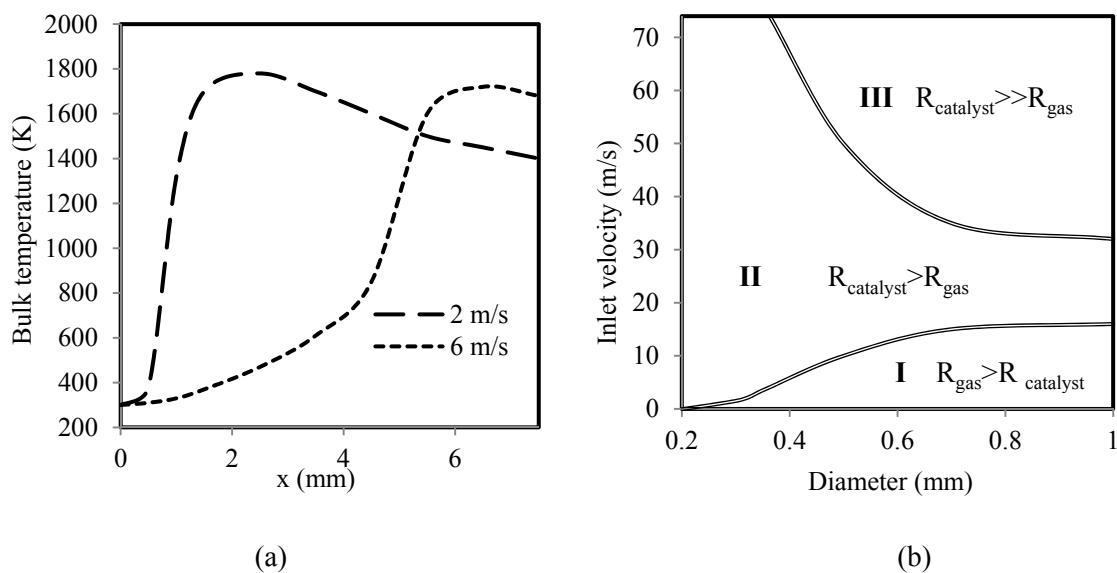 2000
1800
1600
1400
1200
1000
800
600
400
200
Bulk temperature (K)
0
2
4
6
x (mm)
2 m/s
6 m/s
(a)
70
60
50
40
30
20
10
0
Inlet velocity (m/s)
III R_catalyst>>R_gas
II R_catalyst>R_gas
I R_gas>R_catalyst
0.2
0.4
0.6
0.8
1
Diameter (mm)
(b)